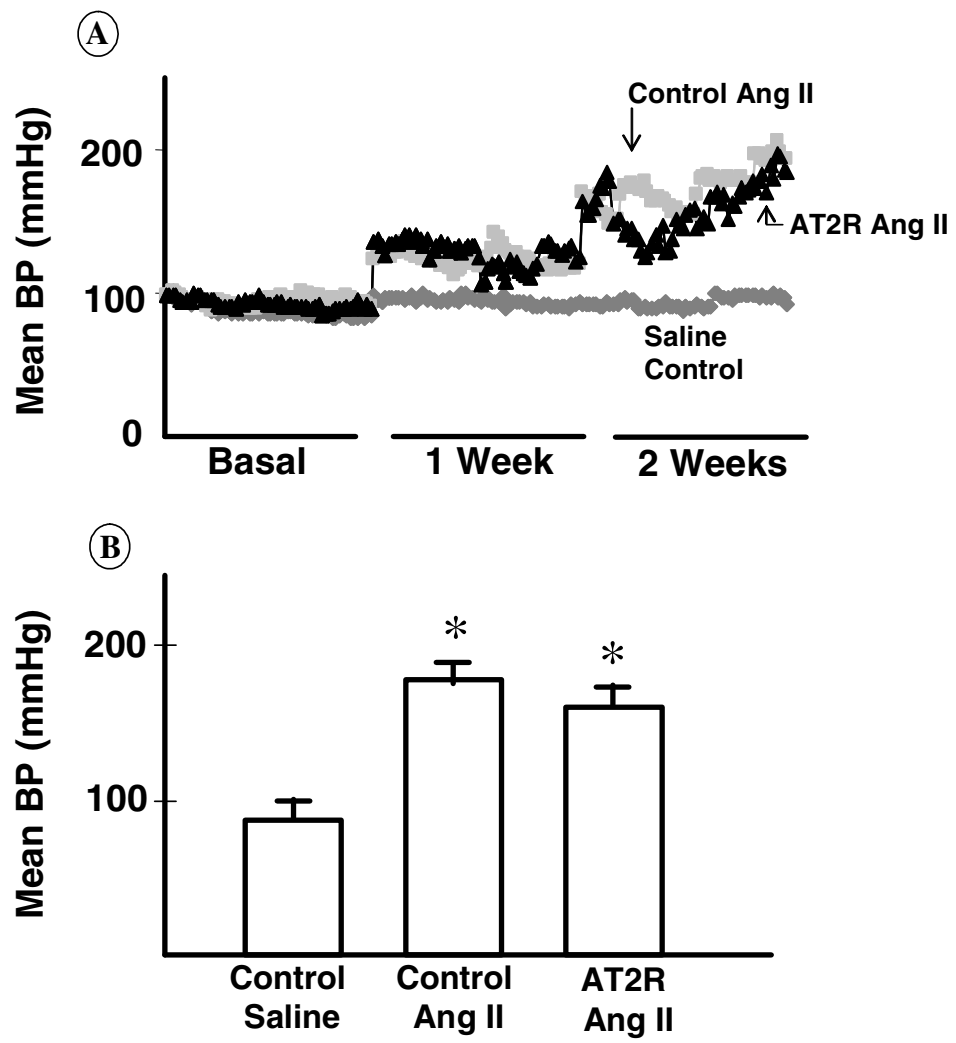 A
Mean BP (mmHg)
200
100
0
Control Ang II
AT2R Ang II
Saline
Control
Basal
1 Week
2 Weeks
B
Mean BP (mmHg)
200
100
*
*
Control
Saline
Control
Ang II
AT2R
Ang II